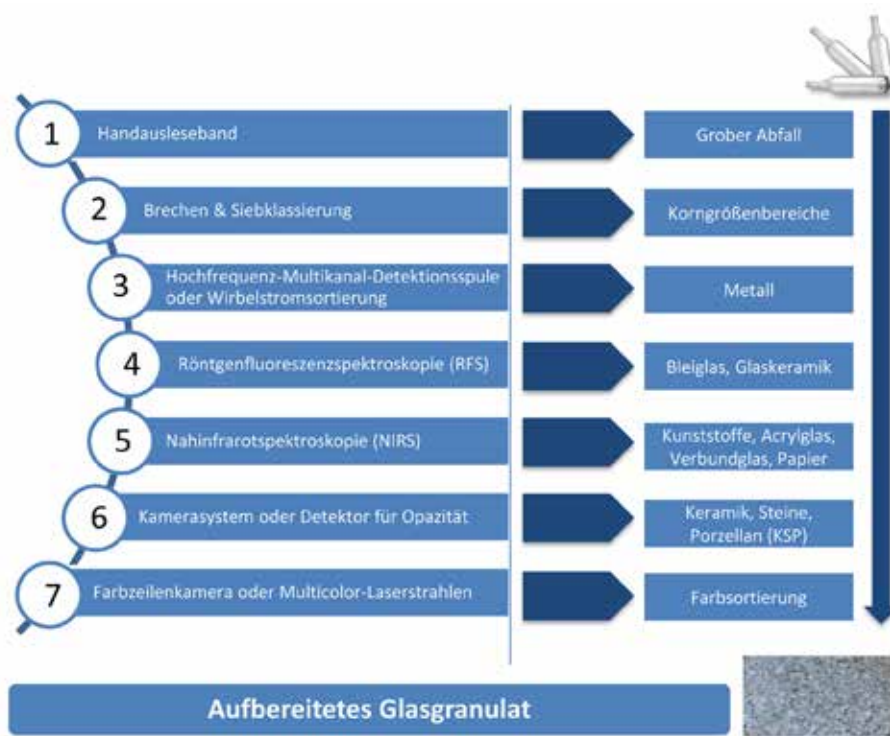 1
Handausleseband
Grober Abfall
2
Brechen & Siebklassierung
Korngrößenbereiche
3
Hochfrequenz-Multikanal-Detektionsspule
oder Wirbelstromsortierung
Metall
4
Röntgenfluoreszenzspektroskopie (RFS)
Bleiglas, Glaskeramik
5
Nahinfrarotspektroskopie (NIRS)
Kunststoffe, Acrylglas,
Verbundglas, Papier
6
Kamerasystem oder Detektor für Opazität
Keramik, Steine,
Porzellan (KSP)
7
Farbzeilenkamera oder Multicolor-Laserstrahlen
Farbsortierung
Aufbereitetes Glasgranulat